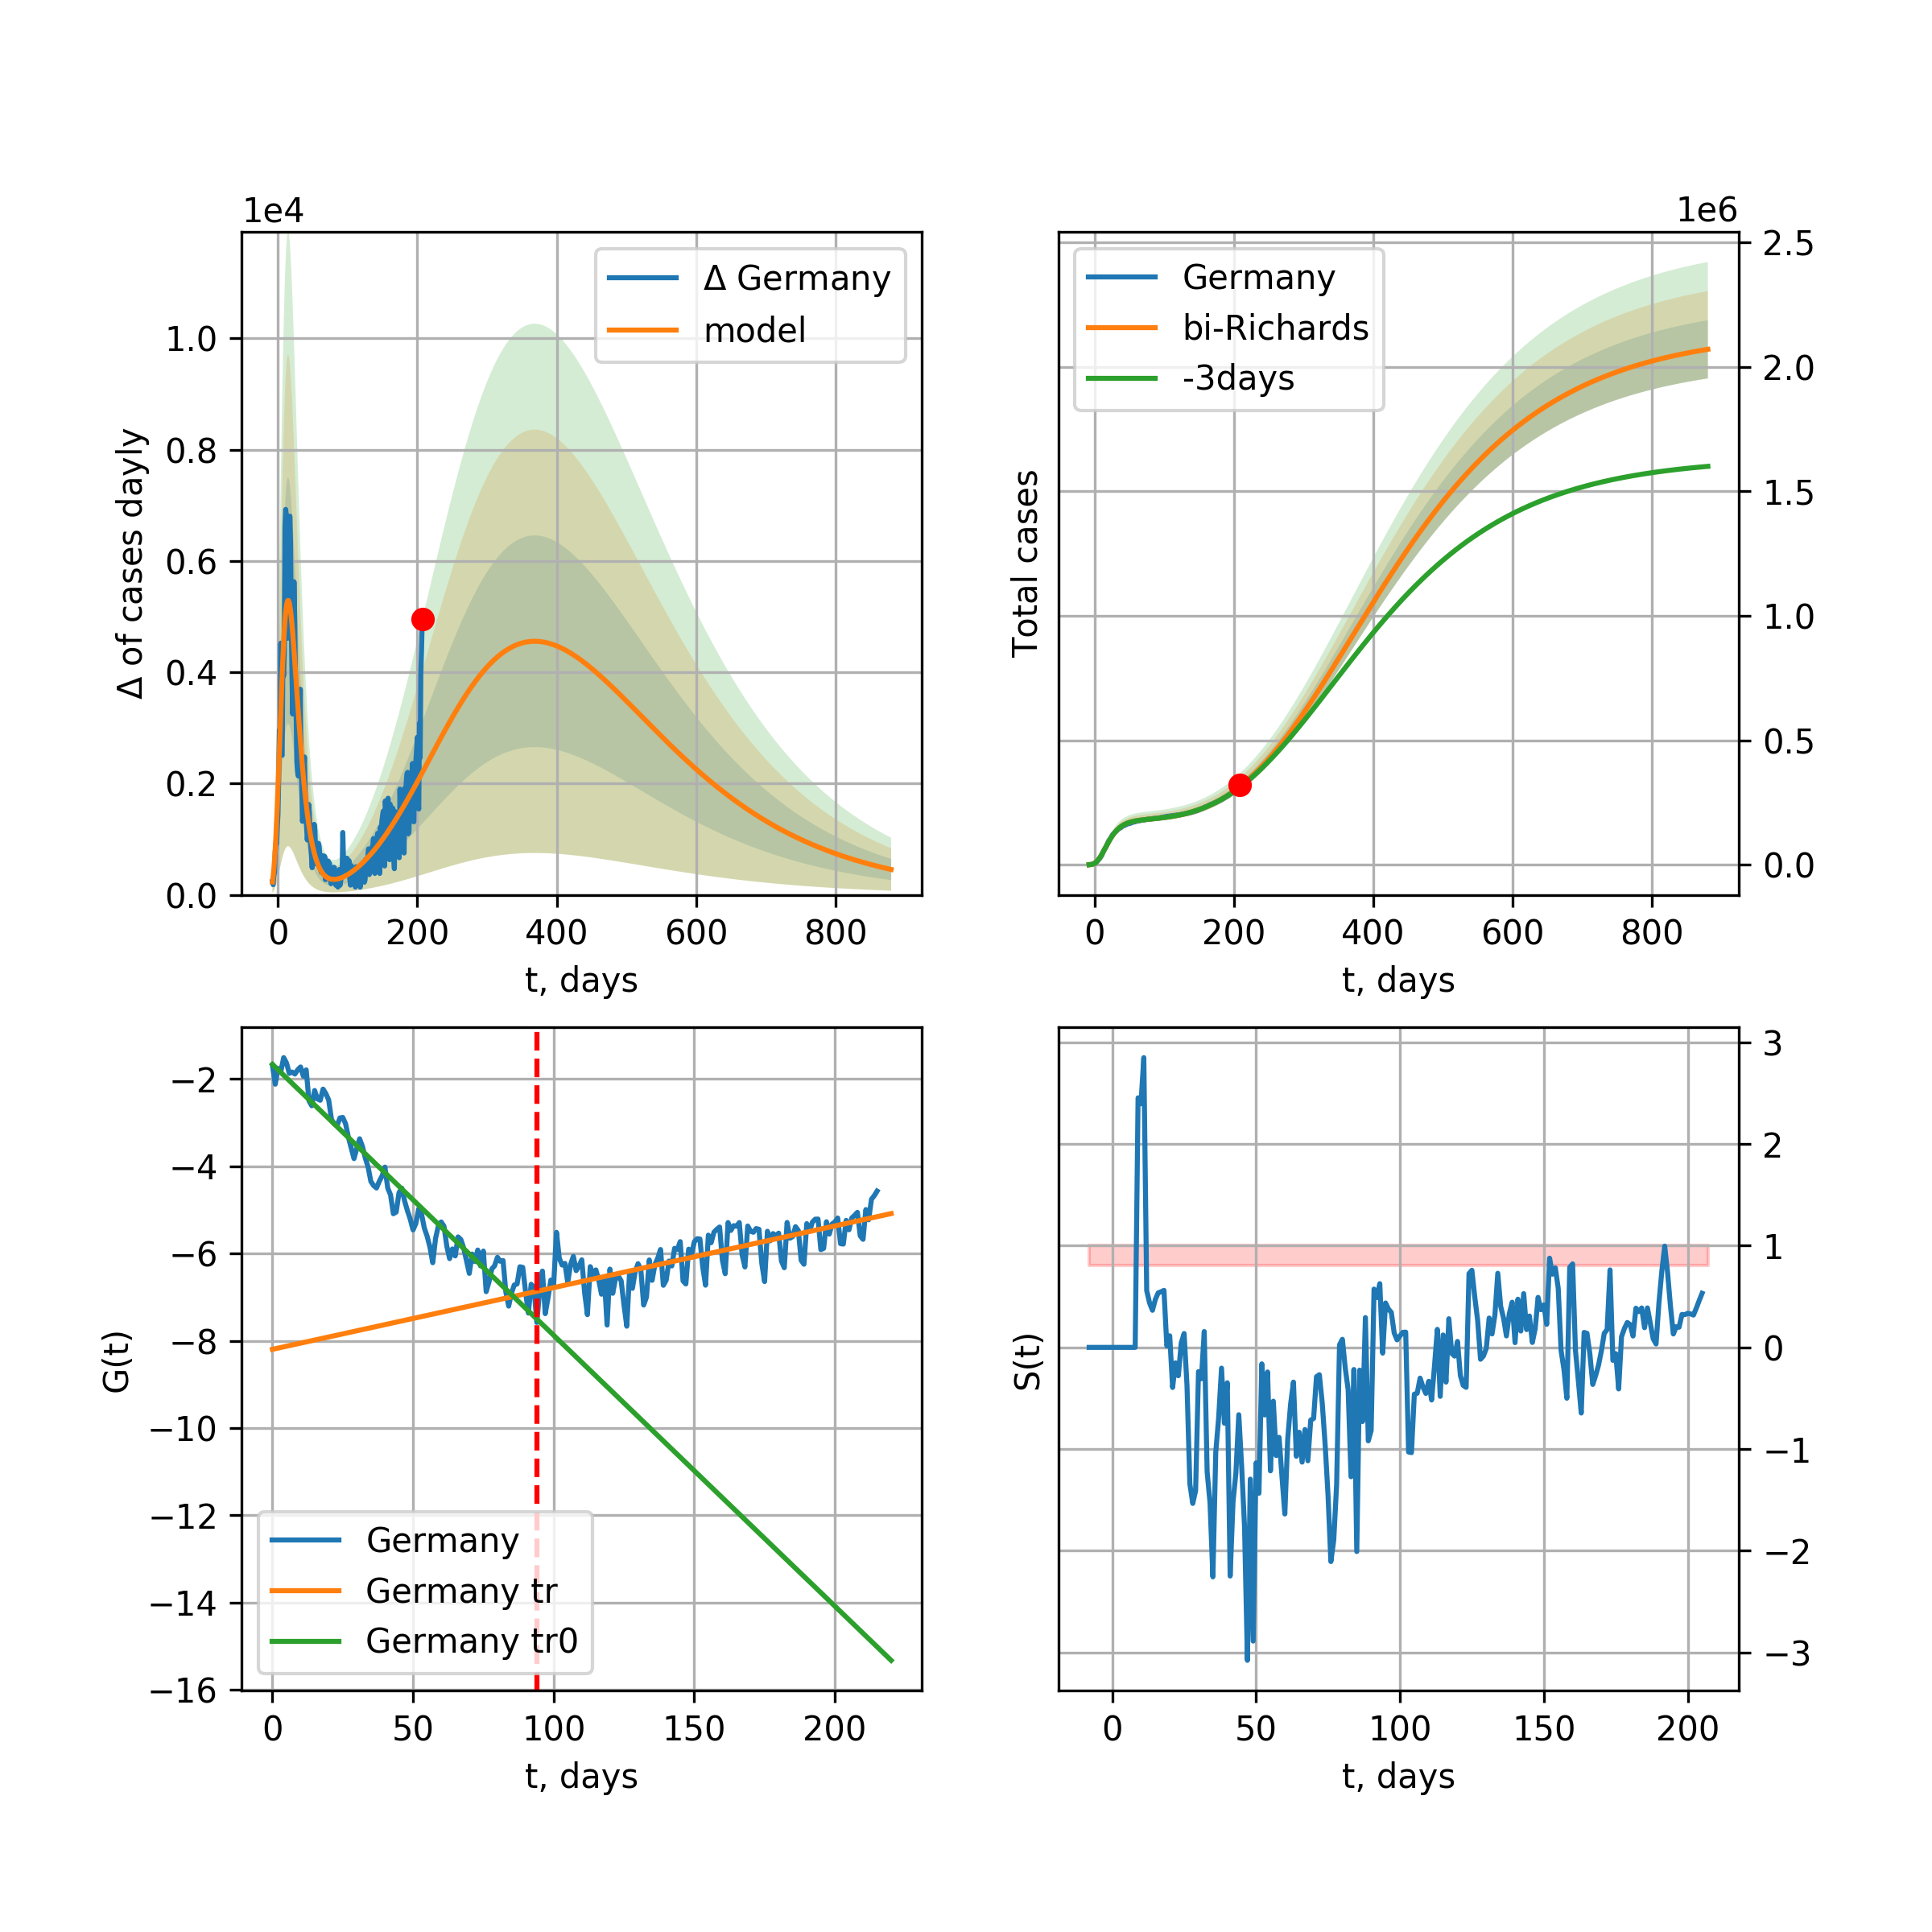 1e4
Δ Germany
model
1.0
0.8
0.6
0.4
0.2
0.0
Δ of cases dayly
0 200 400 600 800
t, days
1e6
Germany
bi-Richards
-3days
2.5
2.0
1.5
1.0
0.5
0.0
Total cases
0 200 400 600 800
t, days
−2
−4
−6
−8
−10
−12
−14
−16
G(t)
Germany
Germany tr
Germany tr0
0 50 100 150 200
t, days
3
2
1
0
−1
−2
−3
S(t)
0 50 100 150 200
t, days